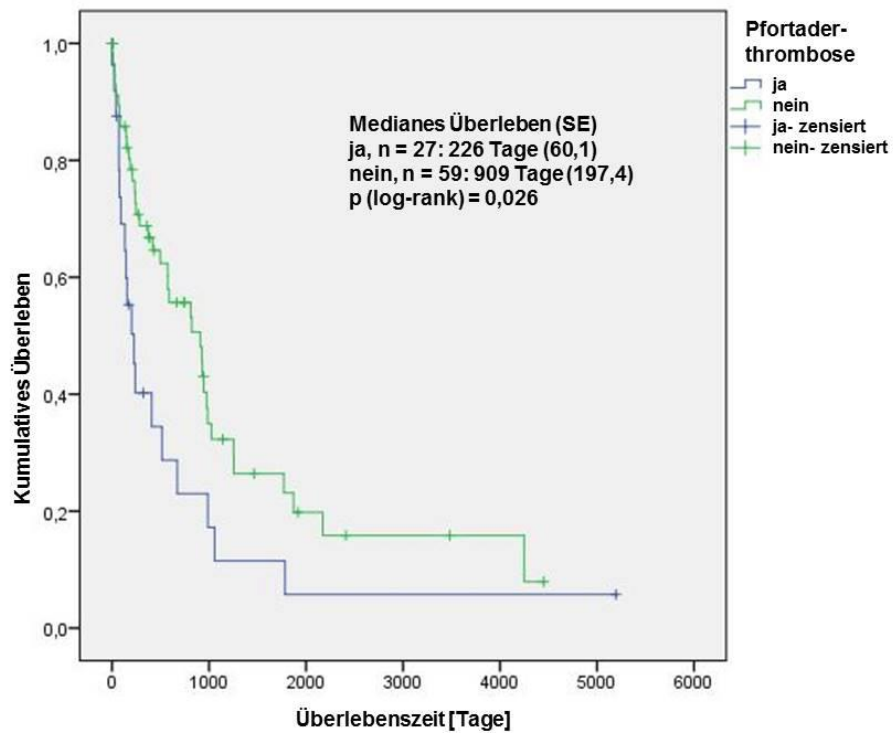 Pfortader-
thrombose
ja
nein
ja- zensiert
nein- zensiert
Medianes Überleben (SE)
ja, n = 27: 226 Tage (60,1)
nein, n = 59: 909 Tage (197,4)
p (log-rank) = 0,026
Kumulatives Überleben
1,0
0,8
0,6
0,4
0,2
0,0
0 1000 2000 3000 4000 5000 6000
Überlebenszeit [Tage]